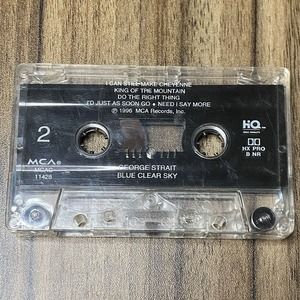 I CAN STILL MAKE CHEYENNE
KING OF THE MOUNTAIN
DO THE RIGHT THING
I'D JUST AS SOON GO • NEED I SAY MORE
℗ 1996 MCA Records, Inc.
HQ
2
MCA®
MCAC
11428
HX PRO
B NR
GEORGE STRAIT
BLUE CLEAR SKY